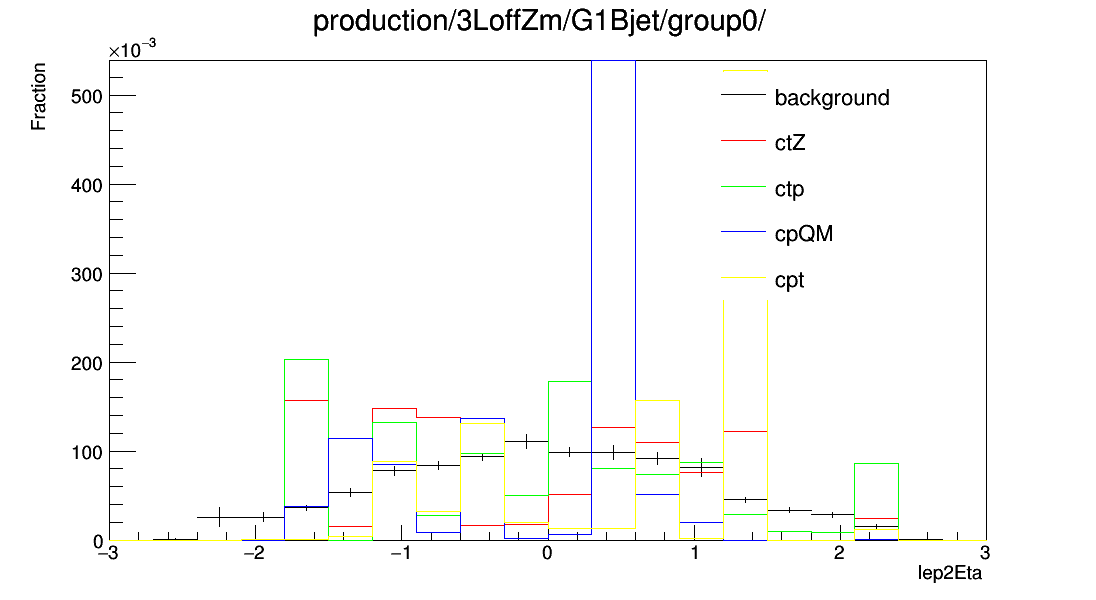 production/3LoffZm/G1Bjet/group0/
×10⁻³
Fraction
500
400
300
200
100
0
background
ctZ
ctp
cpQM
cpt
−3 −2 −1 0 1 2 3
lep2Eta